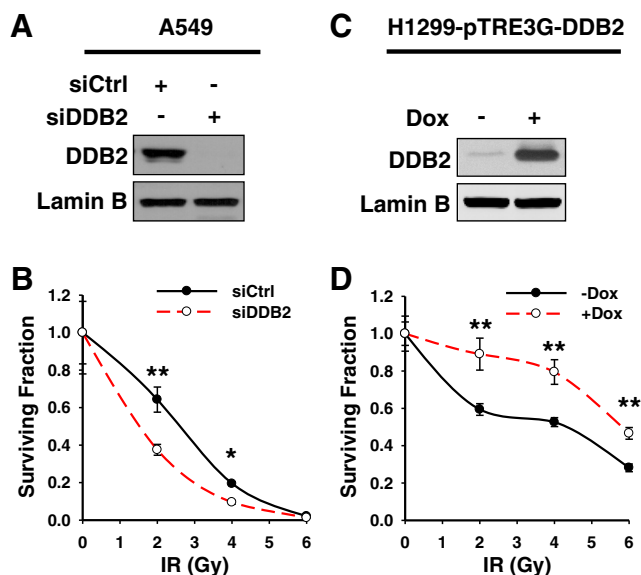 A
A549
siCtrl + -
siDDB2 - +
DDB2
Lamin B
C
H1299-pTRE3G-DDB2
Dox - +
DDB2
Lamin B
B
siCtrl
siDDB2
**
*
Surviving Fraction
1.2
1.0
0.8
0.6
0.4
0.2
0.0
0 1 2 3 4 5 6
IR (Gy)
D
-Dox
+Dox
**
**
**
Surviving Fraction
1.2
1.0
0.8
0.6
0.4
0.2
0.0
0 1 2 3 4 5 6
IR (Gy)